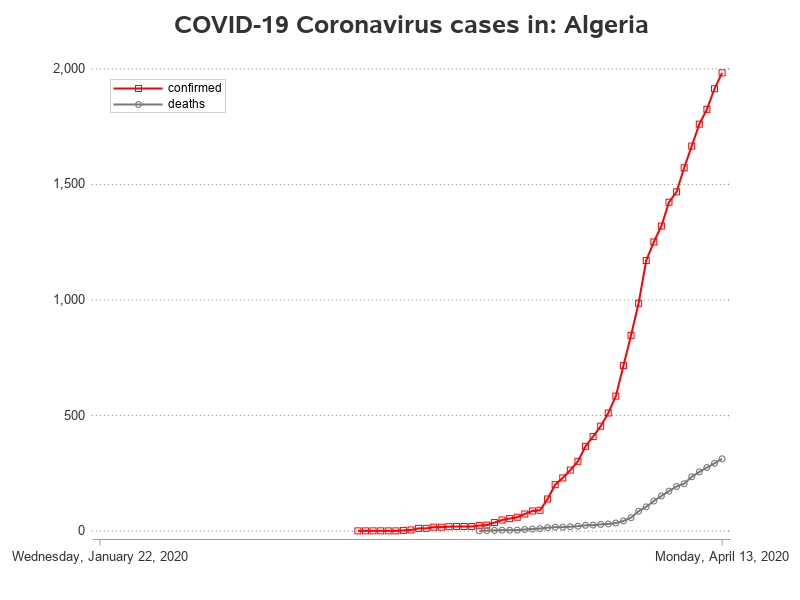 COVID-19 Coronavirus cases in: Algeria
2,000
confirmed
deaths
1,500
1,000
500
0
Wednesday, January 22, 2020
Monday, April 13, 2020